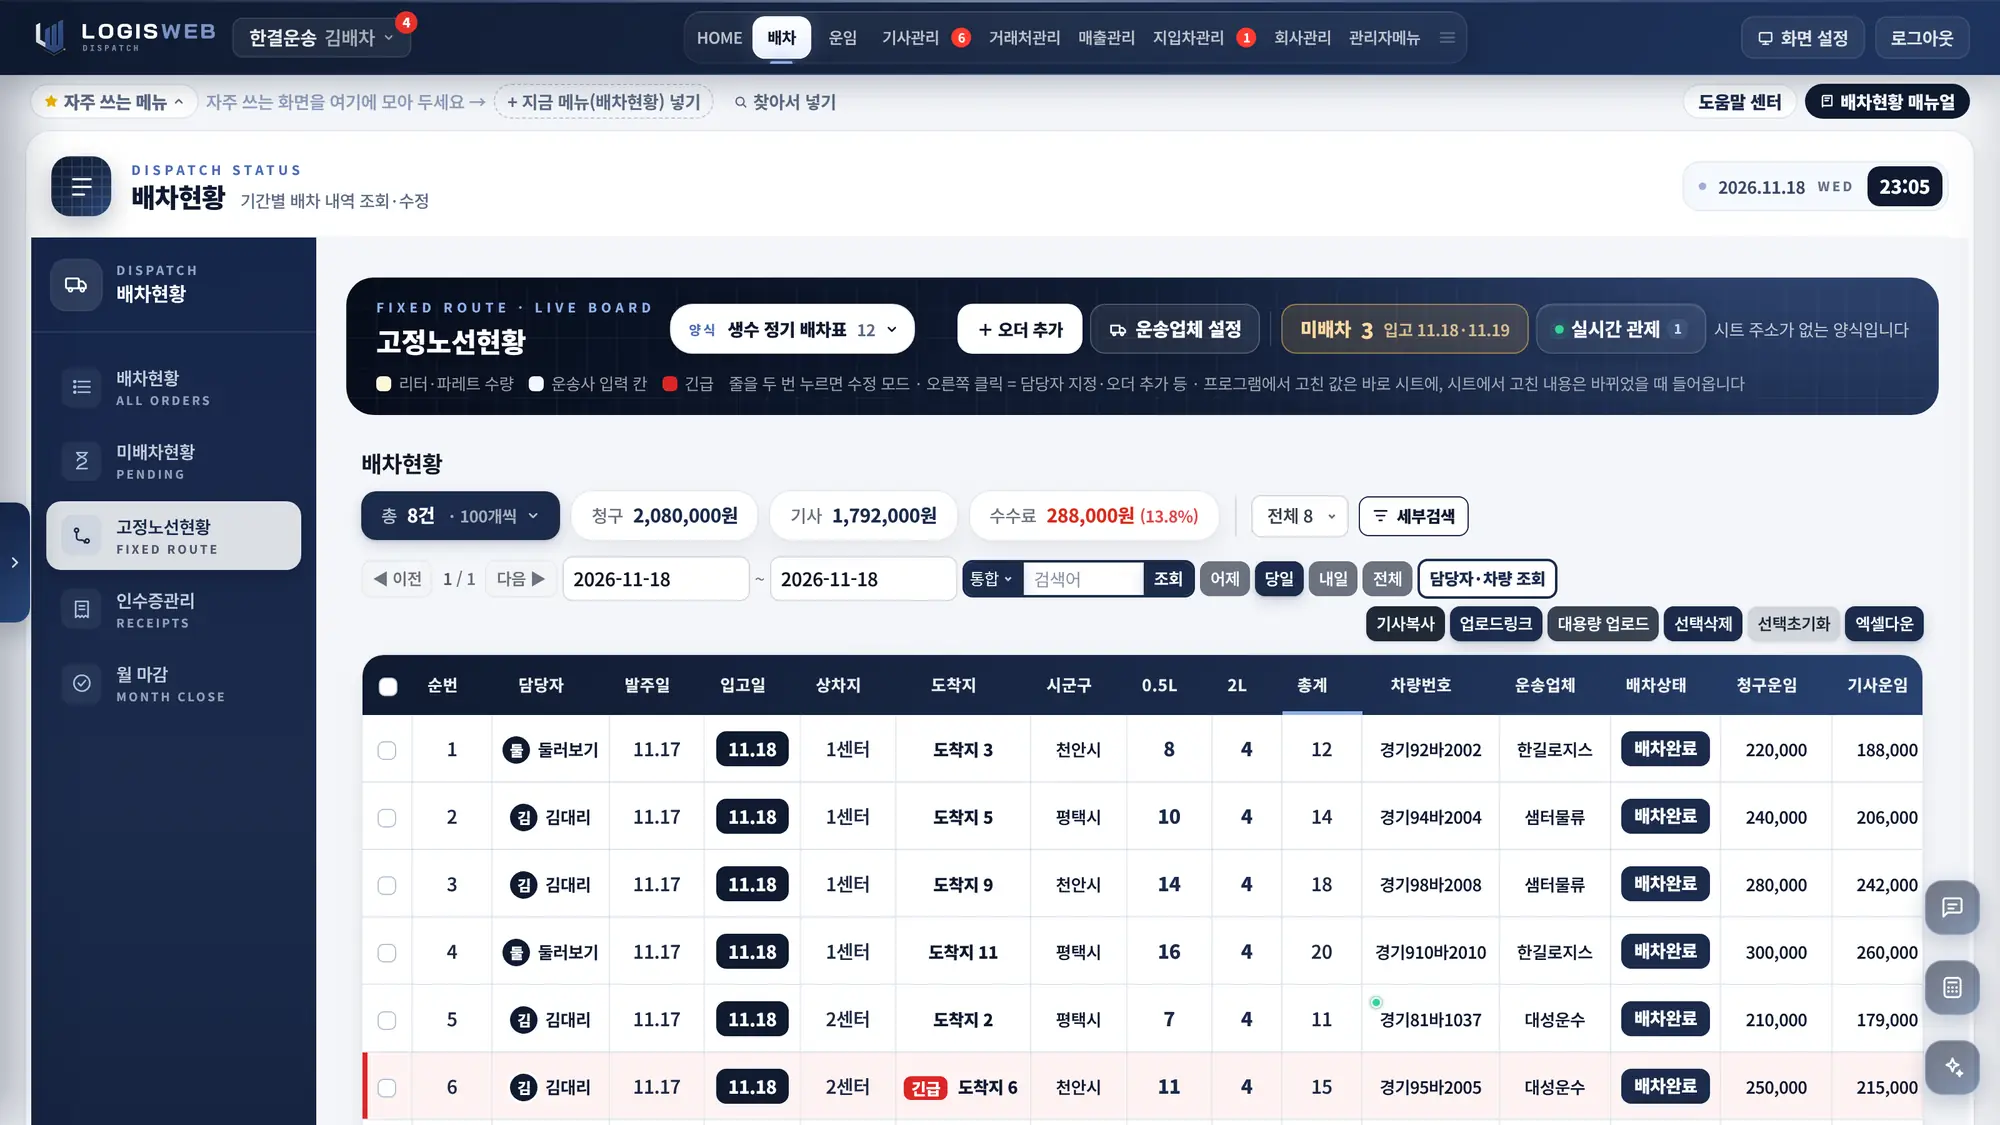 LOGISWEB
DISPATCH
한결운송 김배차
4
HOME 배차 운임 기사관리 6 거래처관리 매출관리 지입차관리 1 회사관리 관리자메뉴
화면 설정
로그아웃
자주 쓰는 메뉴
자주 쓰는 화면을 여기에 모아 두세요 →
+ 지금 메뉴(배차현황) 넣기
찾아서 넣기
도움말 센터
배차현황 매뉴얼
DISPATCH STATUS
배차현황 기간별 배차 내역 조회·수정
2026.11.18 WED 23:05
DISPATCH
배차현황
배차현황
ALL ORDERS
미배차현황
PENDING
고정노선현황
FIXED ROUTE
인수증관리
RECEIPTS
월 마감
MONTH CLOSE
FIXED ROUTE · LIVE BOARD
고정노선현황
양식 생수 정기 배차표 12
+ 오더 추가
운송업체 설정
미배차 3 입고 11.18·11.19
실시간 관제 1
시트 주소가 없는 양식입니다
리터·파레트 수량 운송사 입력 칸 긴급 줄을 두 번 누르면 수정 모드 · 오른쪽 클릭 = 담당자 지정·오더 추가 등 · 프로그램에서 고친 값은 바로 시트에, 시트에서 고친 내용은 바뀌었을 때 들어옵니다
배차현황
총 8건 · 100개씩
청구 2,080,000원
기사 1,792,000원
수수료 288,000원 (13.8%)
전체 8
세부검색
◀ 이전 1 / 1 다음 ▶
2026-11-18 ~ 2026-11-18
통합 검색어 조회
어제 당일 내일 전체 담당자·차량 조회
기사복사 업로드링크 대용량 업로드 선택삭제 선택초기화 엑셀다운
순번 담당자 발주일 입고일 상차지 도착지 시군구 0.5L 2L 총계 차량번호 운송업체 배차상태 청구운임 기사운임
1 둘 둘러보기 11.17 11.18 1센터 도착지 3 천안시 8 4 12 경기92바2002 한길로지스 배차완료 220,000 188,000
2 김 김대리 11.17 11.18 1센터 도착지 5 평택시 10 4 14 경기94바2004 샘터물류 배차완료 240,000 206,000
3 김 김대리 11.17 11.18 1센터 도착지 9 천안시 14 4 18 경기98바2008 샘터물류 배차완료 280,000 242,000
4 둘 둘러보기 11.17 11.18 1센터 도착지 11 평택시 16 4 20 경기910바2010 한길로지스 배차완료 300,000 260,000
5 김 김대리 11.17 11.18 2센터 도착지 2 평택시 7 4 11 경기81바1037 대성운수 배차완료 210,000 179,000
6 김 김대리 11.17 11.18 2센터 긴급 도착지 6 천안시 11 4 15 경기95바2005 대성운수 배차완료 250,000 215,000